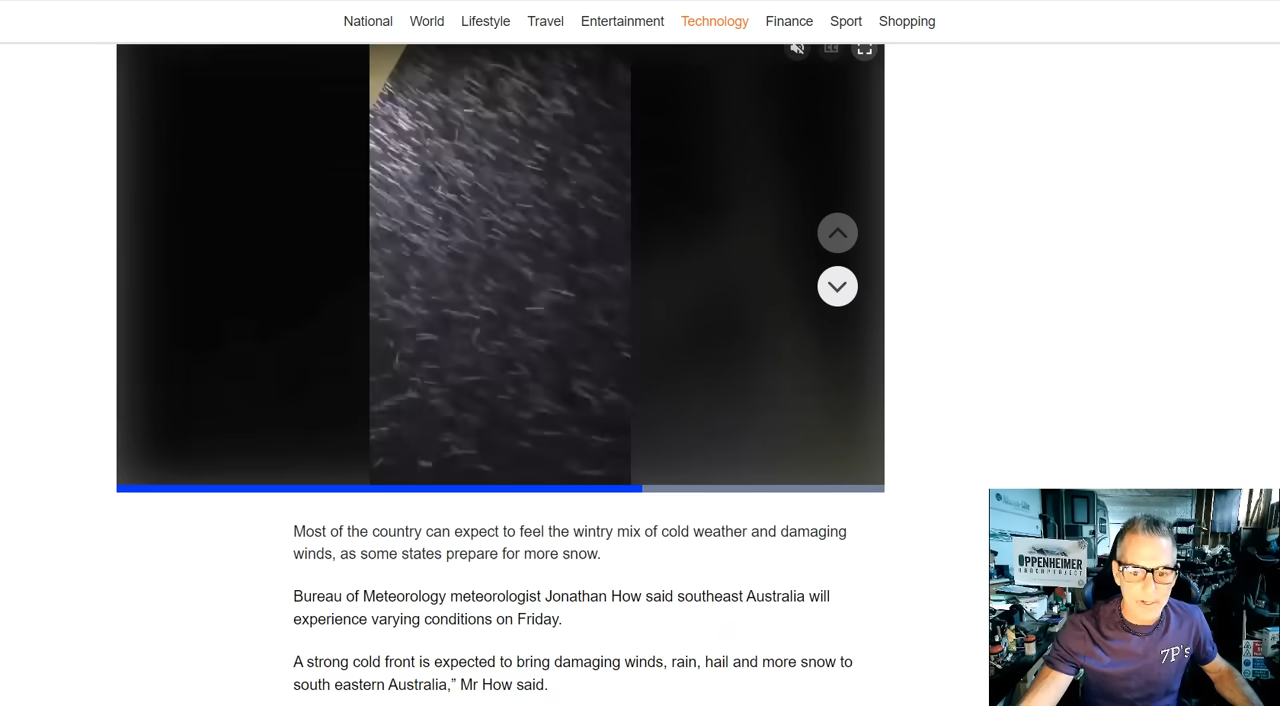 National World Lifestyle Travel Entertainment Technology Finance Sport Shopping
CC
Most of the country can expect to feel the wintry mix of cold weather and damaging
winds, as some states prepare for more snow.
Bureau of Meteorology meteorologist Jonathan How said southeast Australia will
experience varying conditions on Friday.
A strong cold front is expected to bring damaging winds, rain, hail and more snow to
south eastern Australia,” Mr How said.
OPPENHEIMER
RANCH PROJECT
7P's